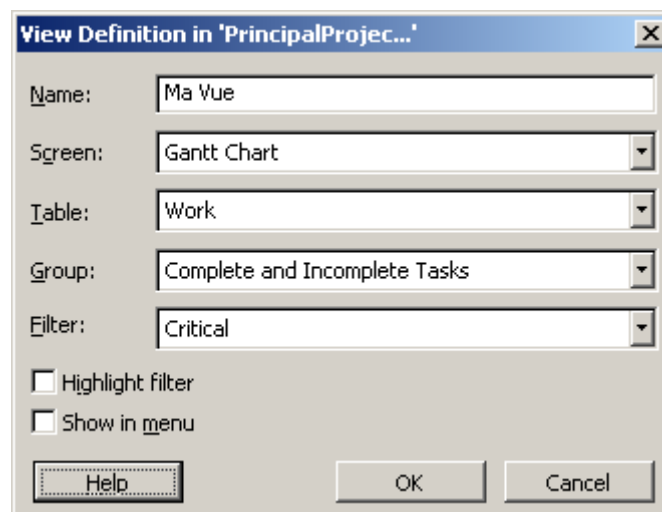 View Definition in 'PrincipalProjec...'
Name: Ma Vue
Screen: Gantt Chart
Table: Work
Group: Complete and Incomplete Tasks
Filter: Critical
Highlight filter
Show in menu
Help OK Cancel